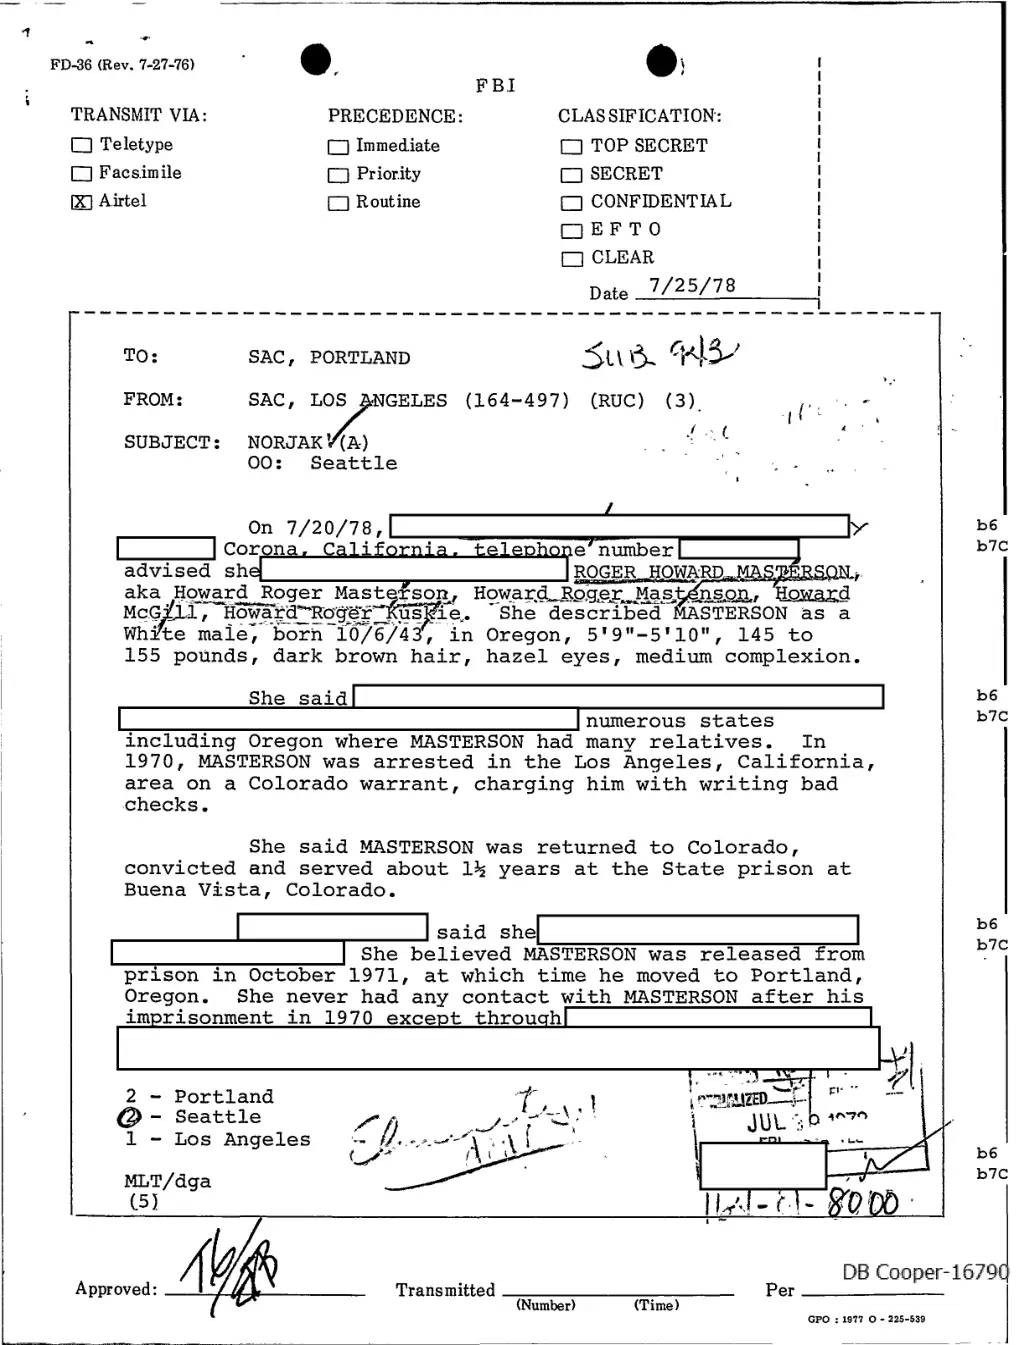 FD-36 (Rev. 7-27-76)
FBI
TRANSMIT VIA: PRECEDENCE: CLASSIFICATION:
Teletype Immediate TOP SECRET
Facsimile Priority SECRET
X Airtel Routine CONFIDENTIAL
E F T O
CLEAR
Date 7/25/78
TO: SAC, PORTLAND SUB
FROM: SAC, LOS ANGELES (164-497) (RUC) (3)
SUBJECT: NORJAK (A)
OO: Seattle
On 7/20/78,
b6
Corona, California, telephone number
b7C
advised she ROGER HOWARD MASTERSON,
aka Howard Roger Masterson, Howard Roger Mastenson, Howard
McGill, Howard Roger Kuskie. She described MASTERSON as a
White male, born 10/6/43, in Oregon, 5'9"-5'10", 145 to
155 pounds, dark brown hair, hazel eyes, medium complexion.
She said
b6
numerous states
b7C
including Oregon where MASTERSON had many relatives. In
1970, MASTERSON was arrested in the Los Angeles, California,
area on a Colorado warrant, charging him with writing bad
checks.
She said MASTERSON was returned to Colorado,
convicted and served about 1½ years at the State prison at
Buena Vista, Colorado.
said she
b6
b7C
She believed MASTERSON was released from
prison in October 1971, at which time he moved to Portland,
Oregon. She never had any contact with MASTERSON after his
imprisonment in 1970 except through
2 - Portland
2 - Seattle
1 - Los Angeles
JUL
b6
b7C
MLT/dga
(5)
8000
Approved: Transmitted Per
(Number) (Time)
DB Cooper-16790
GPO : 1977 O - 225-539